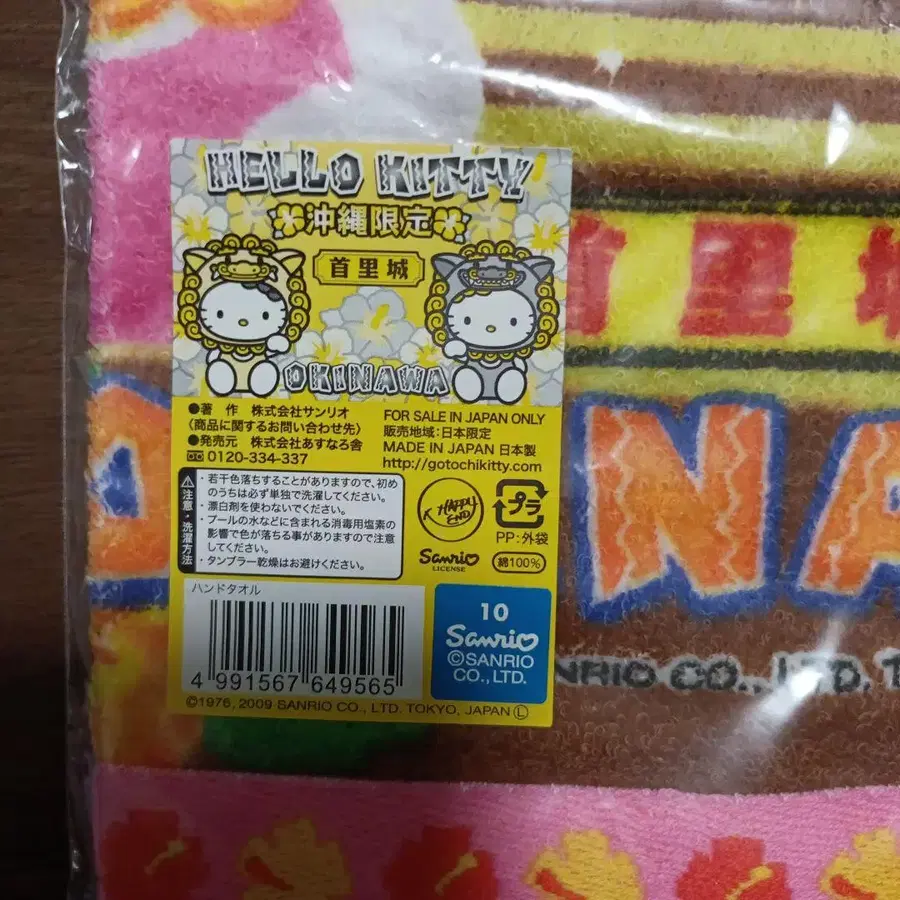 HELLO KITTY
沖縄限定
首里城
OKINAWA
●著 作 株式会社サンリオ
〈商品に関するお問い合わせ先〉
●発売元 株式会社あすなろ舎
0120-334-337
FOR SALE IN JAPAN ONLY
販売地域:日本限定
MADE IN JAPAN 日本製
http://gotochikitty.com
注意・洗濯方法
・若干色落ちすることがありますので、初め
のうちは必ず単独で洗濯してください。
・漂白剤を使わないでください。
・プールの水などに含まれる消毒用塩素の
影響で色が落ちる事がありますので注意
してください。
・タンブラー乾燥はお避けください。
HAPPY
END
プラ
PP:外袋
Sanrio
LICENSE
綿100%
ハンドタオル
4 991567 649565
10
Sanrio
©SANRIO
CO., LTD.
©1976, 2009 SANRIO CO., LTD. TOKYO, JAPAN Ⓛ
里
NA
NRIO CO., LTD. T